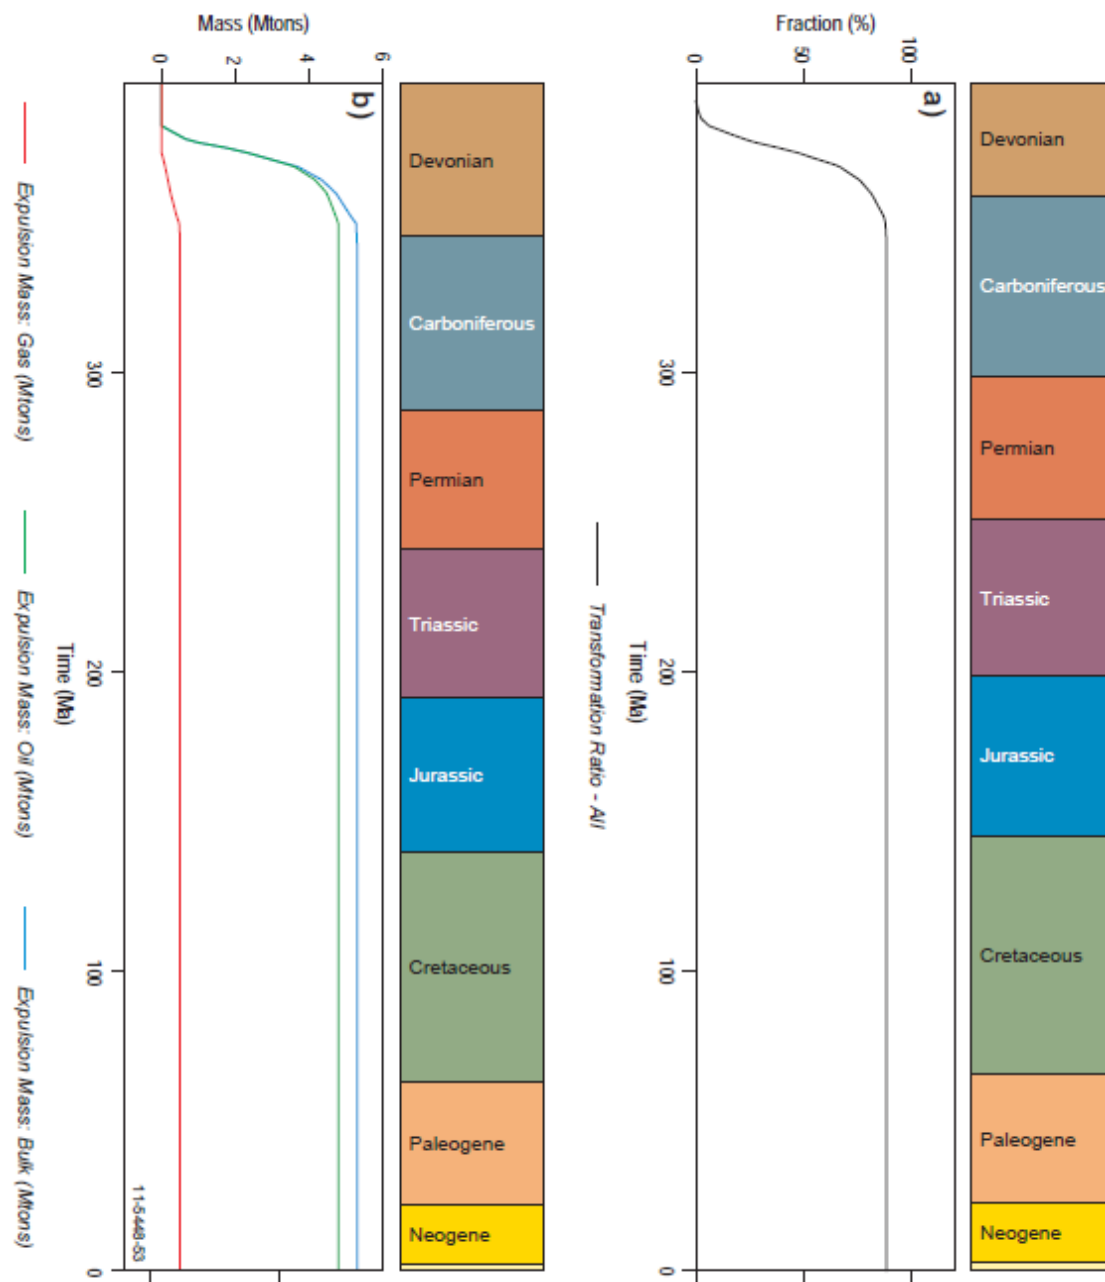 a)
Devonian
Carboniferous
Permian
Triassic
Jurassic
Cretaceous
Paleogene
Neogene
Fraction (%)
100
50
0
300
200
100
0
Time (Ma)
Transformation Ratio - All
b)
Devonian
Carboniferous
Permian
Triassic
Jurassic
Cretaceous
Paleogene
Neogene
Mass (Mtons)
6
4
2
0
300
200
100
0
Time (Ma)
11-5448-53
Expulsion Mass: Gas (Mtons)
Expulsion Mass: Oil (Mtons)
Expulsion Mass: Bulk (Mtons)